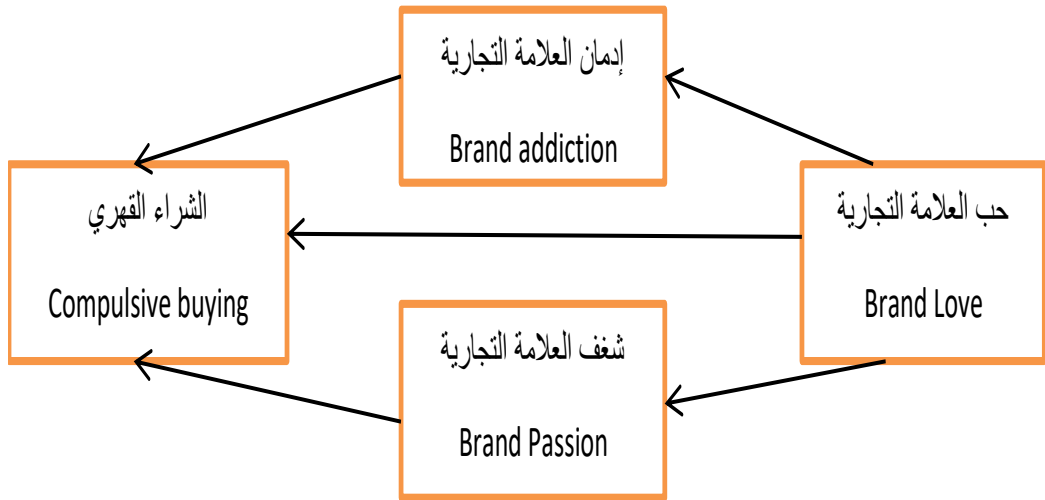 إدمان العلامة التجارية
Brand addiction
حب العلامة التجارية
Brand Love
الشراء القهري
Compulsive buying
شغف العلامة التجارية
Brand Passion